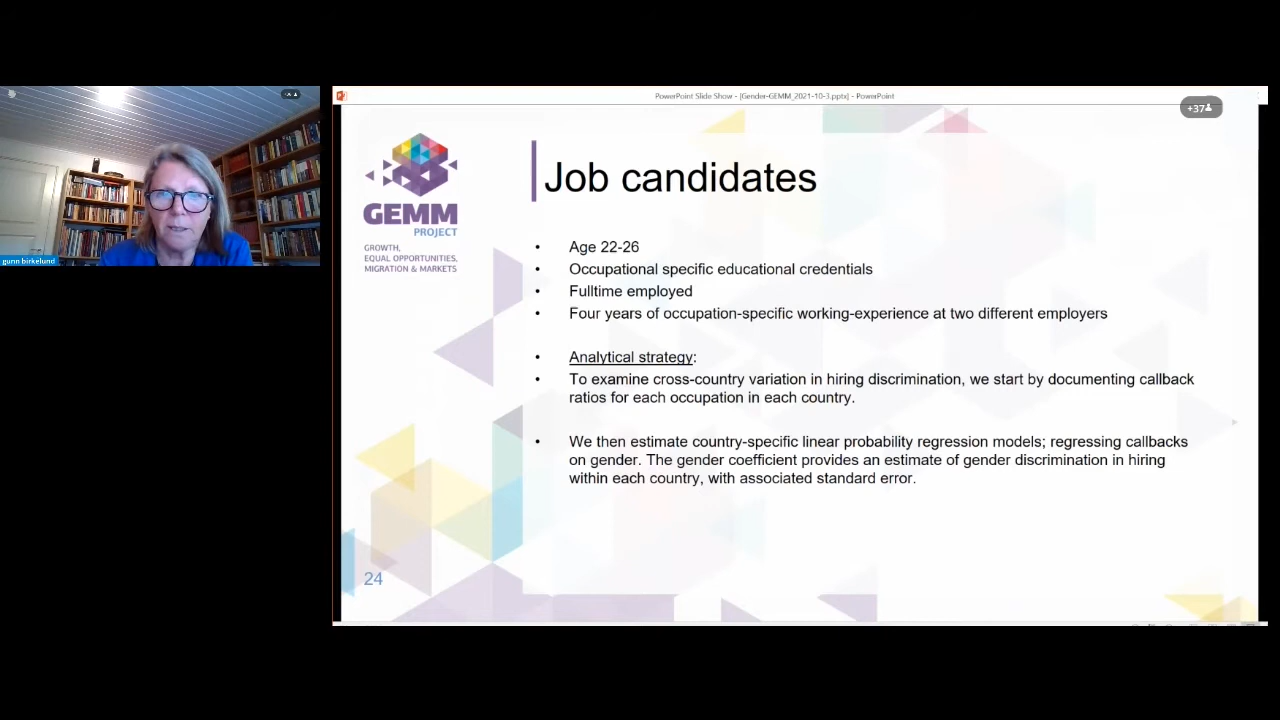 PowerPoint Slide Show - [Gender-GEMM_2021-10-3.pptx] - PowerPoint
+37
gunn birkelund
GEMM
PROJECT
GROWTH,
EQUAL OPPORTUNITIES,
MIGRATION & MARKETS
Job candidates
• Age 22-26
• Occupational specific educational credentials
• Fulltime employed
• Four years of occupation-specific working-experience at two different employers
• Analytical strategy:
• To examine cross-country variation in hiring discrimination, we start by documenting callback
ratios for each occupation in each country.
• We then estimate country-specific linear probability regression models; regressing callbacks
on gender. The gender coefficient provides an estimate of gender discrimination in hiring
within each country, with associated standard error.
24